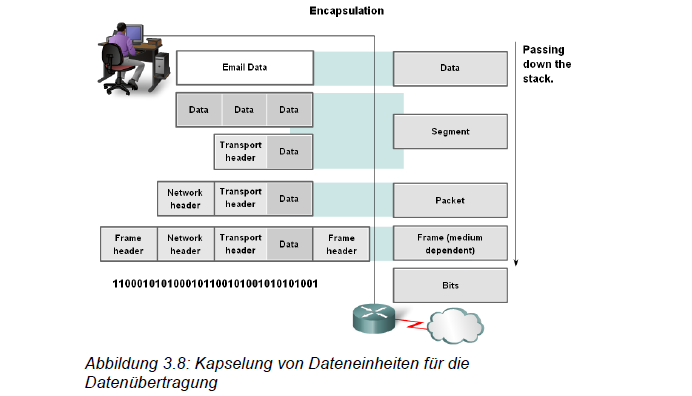 Encapsulation
Passing
down the
stack.
Email Data
Data
Data Data Data
Segment
Transport
header
Data
Network
header
Transport
header
Data
Packet
Frame
header
Network
header
Transport
header
Data
Frame
header
Frame (medium
dependent)
1100010101000101100101001010101001
Bits
Abbildung 3.8: Kapselung von Dateneinheiten für die
Datenübertragung